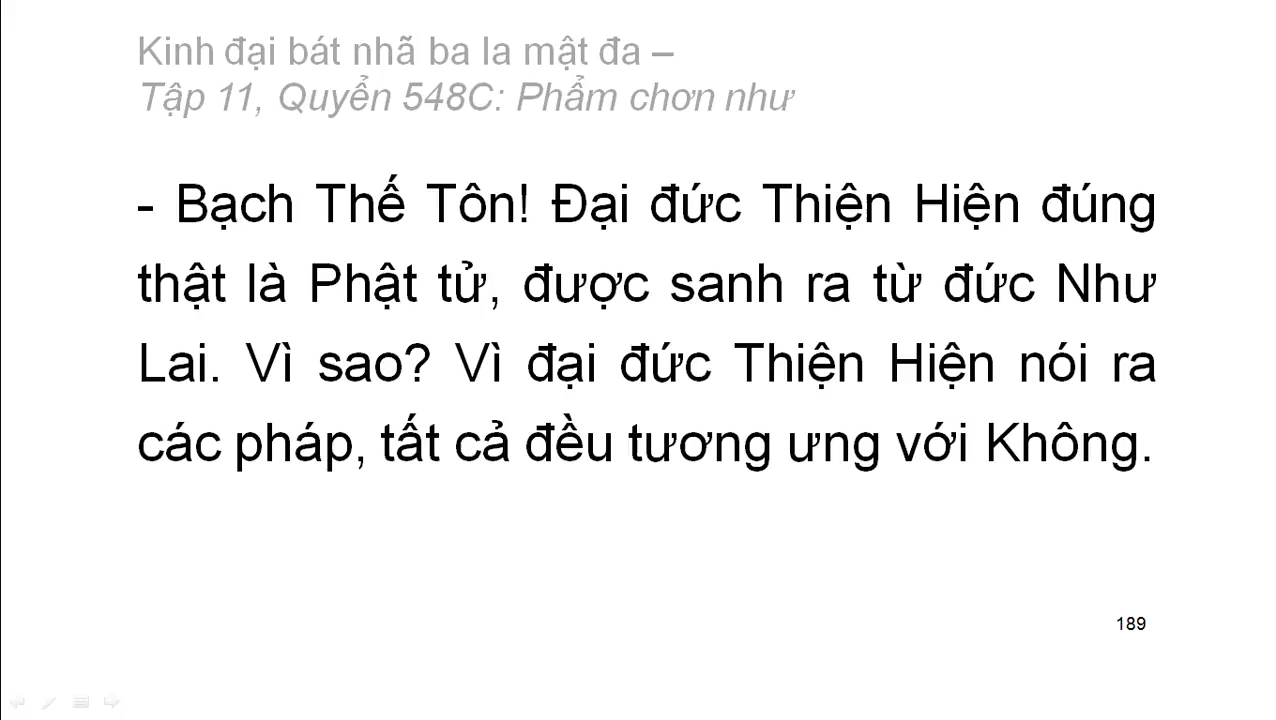 Kinh đại bát nhã ba la mật đa –
Tập 11, Quyển 548C: Phẩm chơn như
- Bạch Thế Tôn! Đại đức Thiện Hiện đúng
thật là Phật tử, được sanh ra từ đức Như
Lai. Vì sao? Vì đại đức Thiện Hiện nói ra
các pháp, tất cả đều tương ưng với Không.
189